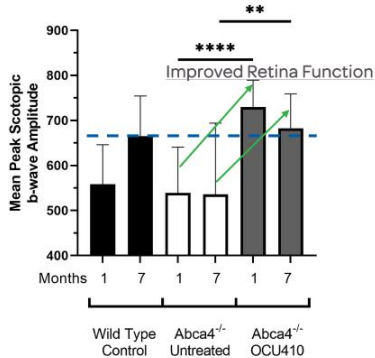 **
****
Improved Retina Function
Mean Peak Scotopic
b-wave Amplitude
900
800
700
600
500
400
Months 1 7 1 7 1 7
Wild Type Control
Abca4-/- Untreated
Abca4-/- OCU410